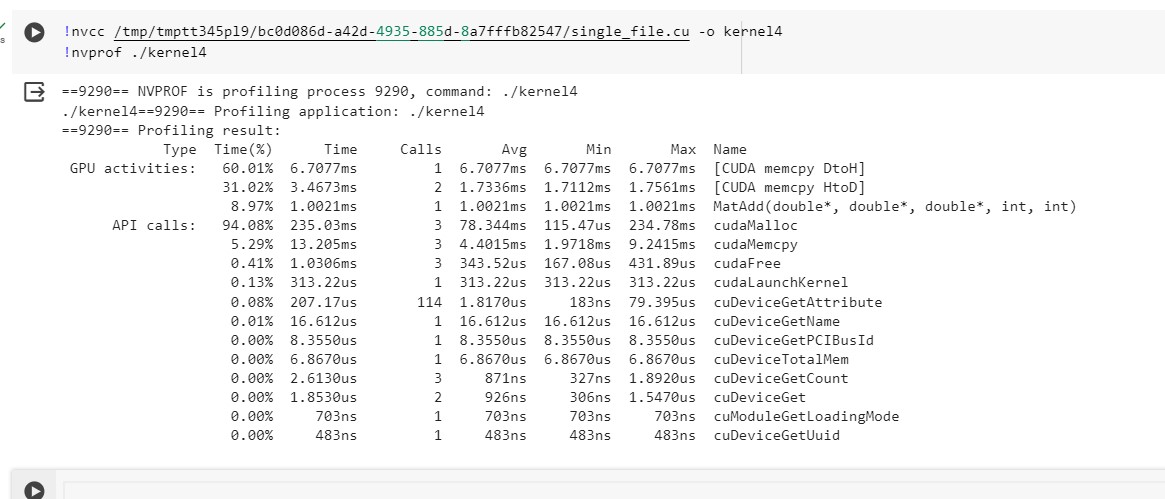 s
!nvcc /tmp/tmptt345pl9/bc0d086d-a42d-4935-885d-8a7fffb82547/single_file.cu -o kernel4
!nvprof ./kernel4
==9290== NVPROF is profiling process 9290, command: ./kernel4
./kernel4==9290== Profiling application: ./kernel4
==9290== Profiling result:
Type Time(%) Time Calls Avg Min Max Name
GPU activities: 60.01% 6.7077ms 1 6.7077ms 6.7077ms 6.7077ms [CUDA memcpy DtoH]
31.02% 3.4673ms 2 1.7336ms 1.7112ms 1.7561ms [CUDA memcpy HtoD]
8.97% 1.0021ms 1 1.0021ms 1.0021ms 1.0021ms MatAdd(double*, double*, double*, int, int)
API calls: 94.08% 235.03ms 3 78.344ms 115.47us 234.78ms cudaMalloc
5.29% 13.205ms 3 4.4015ms 1.9718ms 9.2415ms cudaMemcpy
0.41% 1.0306ms 3 343.52us 167.08us 431.89us cudaFree
0.13% 313.22us 1 313.22us 313.22us 313.22us cudaLaunchKernel
0.08% 207.17us 114 1.8170us 183ns 79.395us cuDeviceGetAttribute
0.01% 16.612us 1 16.612us 16.612us 16.612us cuDeviceGetName
0.00% 8.3550us 1 8.3550us 8.3550us 8.3550us cuDeviceGetPCIBusId
0.00% 6.8670us 1 6.8670us 6.8670us 6.8670us cuDeviceTotalMem
0.00% 2.6130us 3 871ns 327ns 1.8920us cuDeviceGetCount
0.00% 1.8530us 2 926ns 306ns 1.5470us cuDeviceGet
0.00% 703ns 1 703ns 703ns 703ns cuModuleGetLoadingMode
0.00% 483ns 1 483ns 483ns 483ns cuDeviceGetUuid